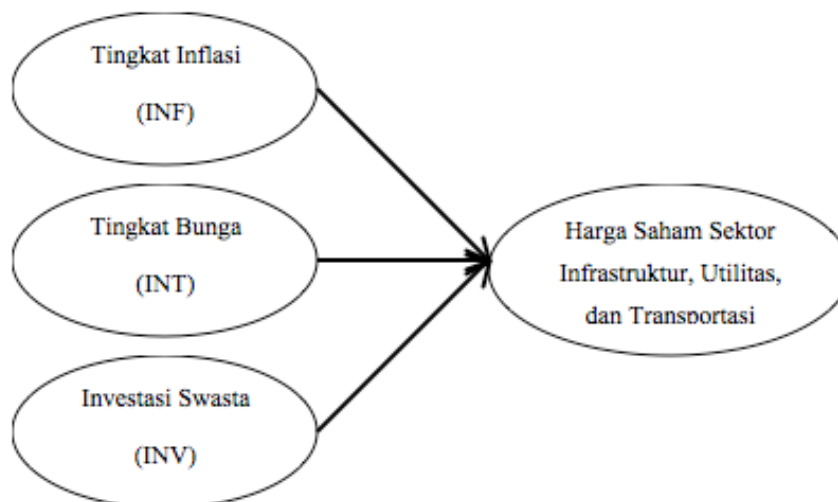 Tingkat Inflasi
(INF)
Tingkat Bunga
(INT)
Investasi Swasta
(INV)
Harga Saham Sektor
Infrastruktur, Utilitas,
dan Transportasi